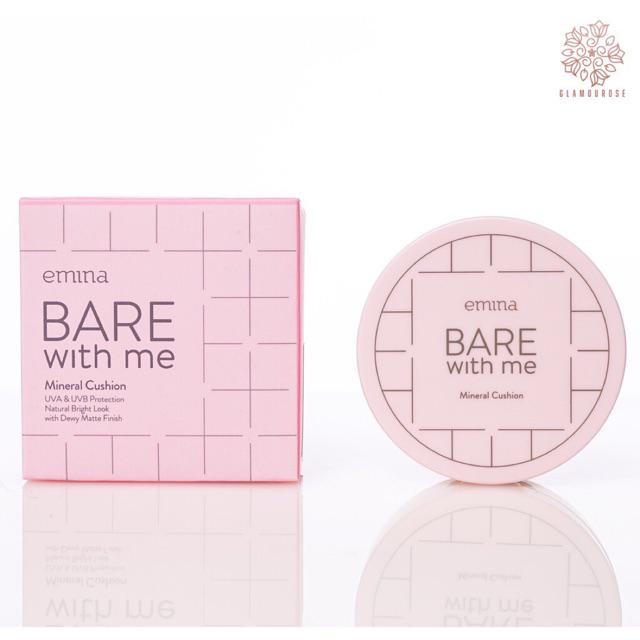 GLAMOUROSE
emina
BARE
with me
Mineral Cushion
UVA & UVB Protection
Natural Bright Look
with Dewy Matte Finish
emina
BARE
with me
Mineral Cushion